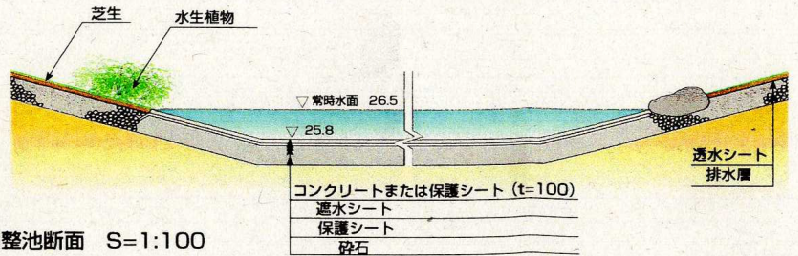 芝生
水生植物
▽ 常時水面 26.5
▽ 25.8
透水シート
排水層
コンクリートまたは保護シート (t=100)
遮水シート
保護シート
砕石
整池断面 S=1:100